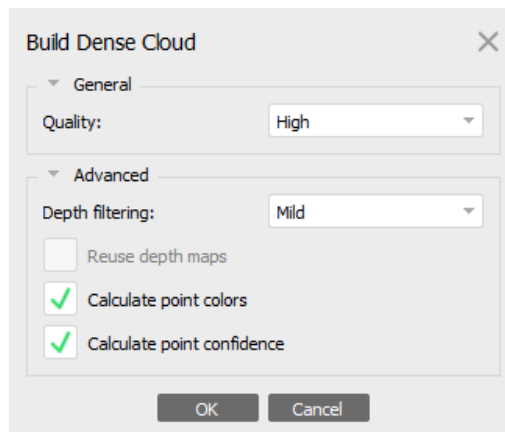 Build Dense Cloud
General
Quality: High
Advanced
Depth filtering: Mild
Reuse depth maps
Calculate point colors
Calculate point confidence
OK Cancel